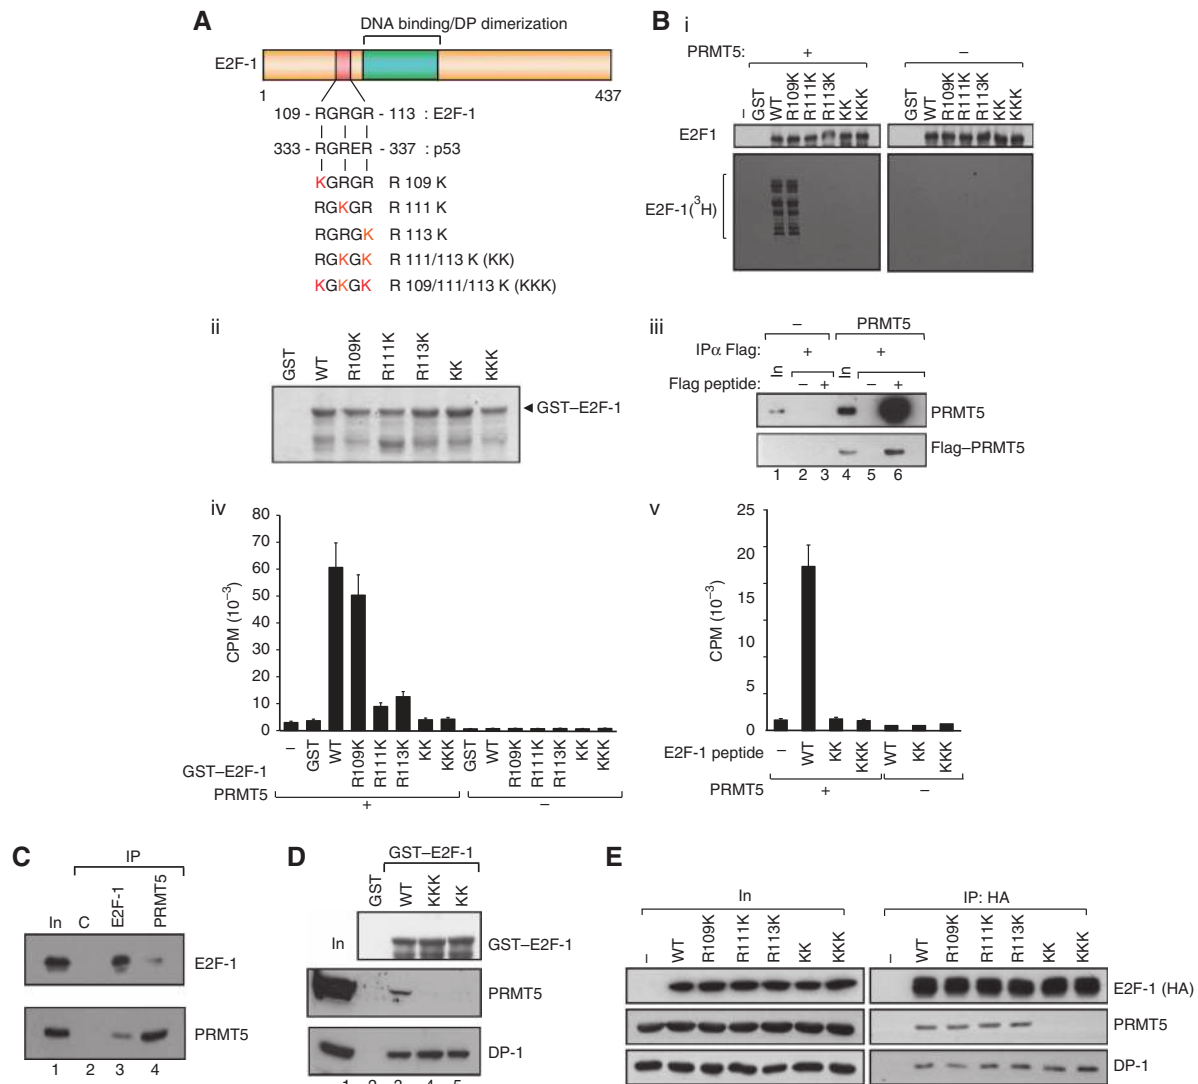 A
DNA binding/DP dimerization
E2F-1
1
437
109 - RGRGR - 113 : E2F-1
333 - RGRER - 337 : p53
KGRGR R 109 K
RGKGR R 111 K
RGRGK R 113 K
RGKGK R 111/113 K (KK)
KGKGK R 109/111/113 K (KKK)
B
i
PRMT5: + –
– GST WT R109K R111K R113K KK KKK
GST WT R109K R111K R113K KK KKK
E2F1
E2F-1(³H)
ii
GST WT R109K R111K R113K KK KKK
GST–E2F-1
iii
– PRMT5
IPα Flag: + +
In In
Flag peptide: – + – +
PRMT5
Flag–PRMT5
1 2 3 4 5 6
iv
CPM (10⁻³)
80
70
60
50
40
30
20
10
0
– GST WT R109K R111K R113K KK KKK GST WT R109K R111K R113K KK KKK
GST–E2F-1
PRMT5 + –
v
CPM (10⁻³)
25
20
15
10
5
0
E2F-1 peptide – WT KK KKK WT KK KKK
PRMT5 + –
C
IP
In C E2F-1 PRMT5
E2F-1
PRMT5
1 2 3 4
D
GST–E2F-1
GST WT KKK KK
In
GST–E2F-1
PRMT5
DP-1
1 2 3 4 5
E
In IP: HA
– WT R109K R111K R113K KK KKK
– WT R109K R111K R113K KK KKK
E2F-1 (HA)
PRMT5
DP-1